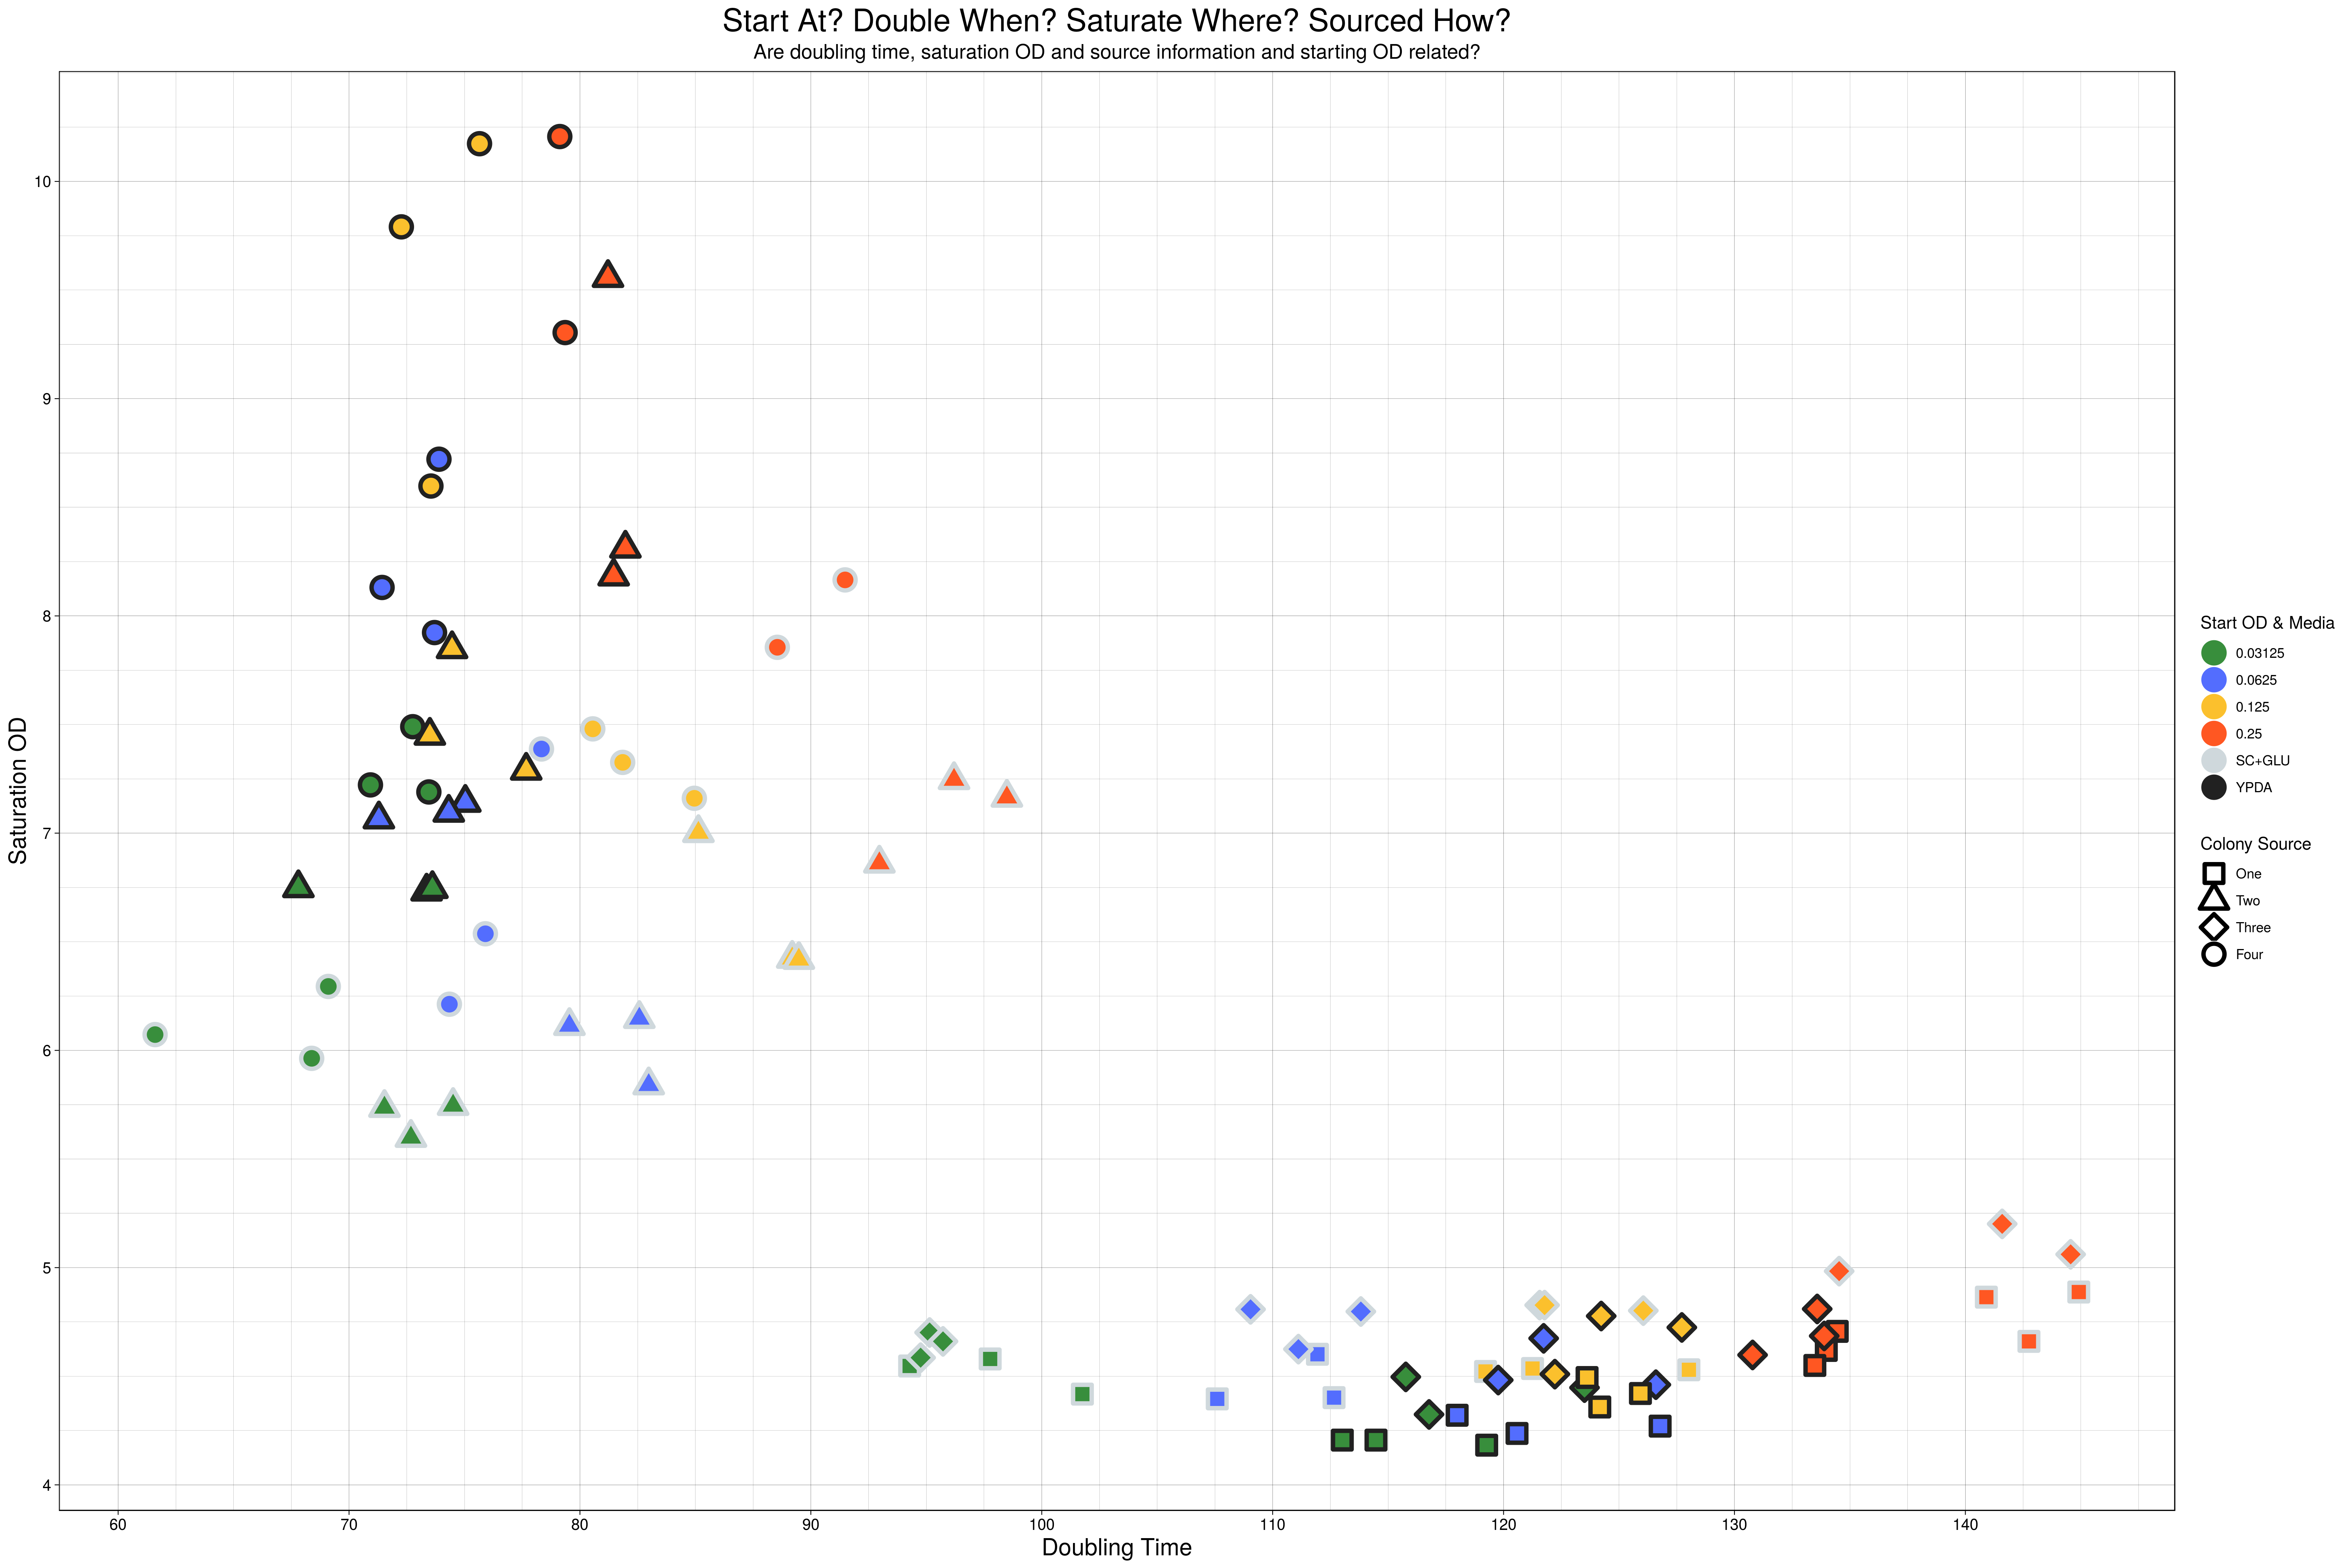 Start At? Double When? Saturate Where? Sourced How?
Are doubling time, saturation OD and source information and starting OD related?
Saturation OD
10
9
8
7
6
5
4
60
70
80
90
100
110
120
130
140
Doubling Time
Start OD & Media
0.03125
0.0625
0.125
0.25
SC+GLU
YPDA
Colony Source
One
Two
Three
Four